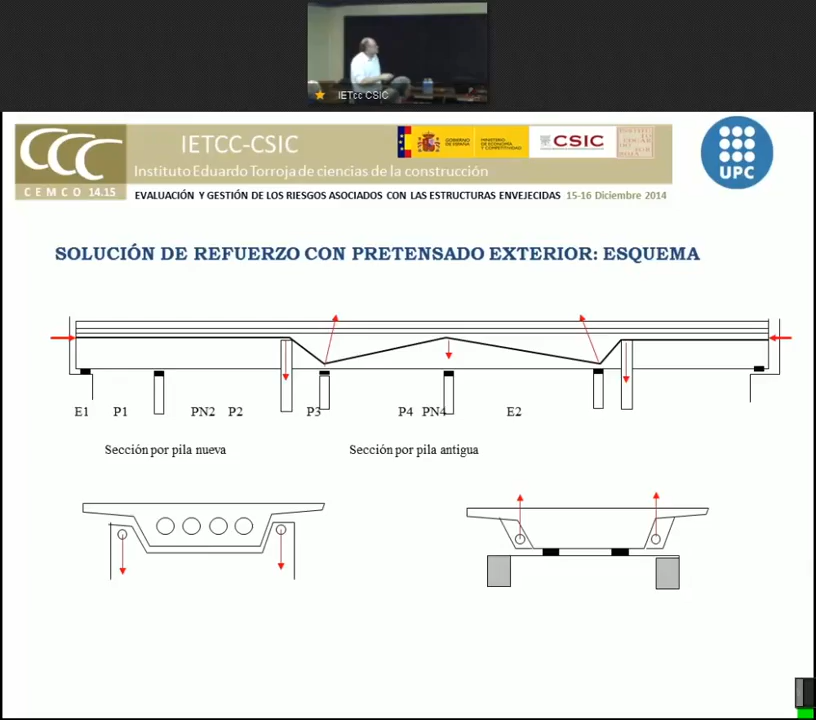 IETcc CSIC
CCC
CEMCO 14.15
IETCC-CSIC
GOBIERNO DE ESPAÑA
MINISTERIO DE ECONOMÍA Y COMPETITIVIDAD
CSIC
UPC
Instituto Eduardo Torroja de ciencias de la construcción
EVALUACIÓN Y GESTIÓN DE LOS RIESGOS ASOCIADOS CON LAS ESTRUCTURAS ENVEJECIDAS 15-16 Diciembre 2014
SOLUCIÓN DE REFUERZO CON PRETENSADO EXTERIOR: ESQUEMA
E1 P1 PN2 P2 P3 P4 PN4 E2
Sección por pila nueva
Sección por pila antigua